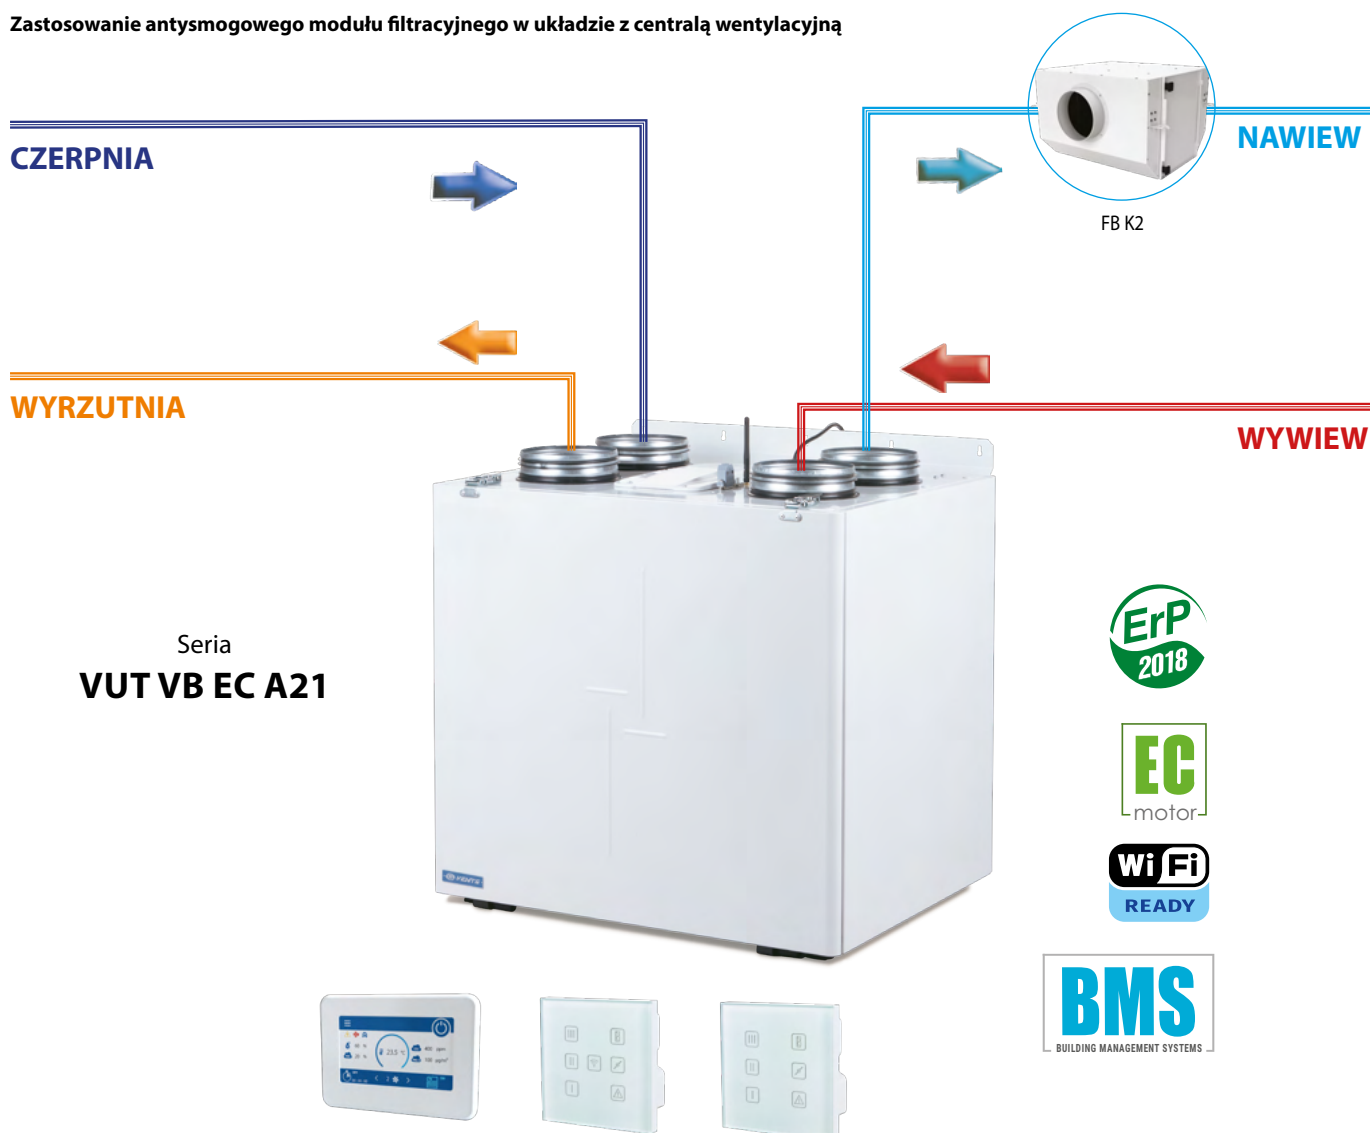 Zastosowanie antysmogowego modułu filtracyjnego w układzie z centralą wentylacyjną
CZERPNIA
NAWIEW
FB K2
WYRZUTNIA
WYWIEW
Seria
VUT VB EC A21
ErP
2018
EC
motor
Wi Fi
READY
VENTS
BMS
BUILDING MANAGEMENT SYSTEMS